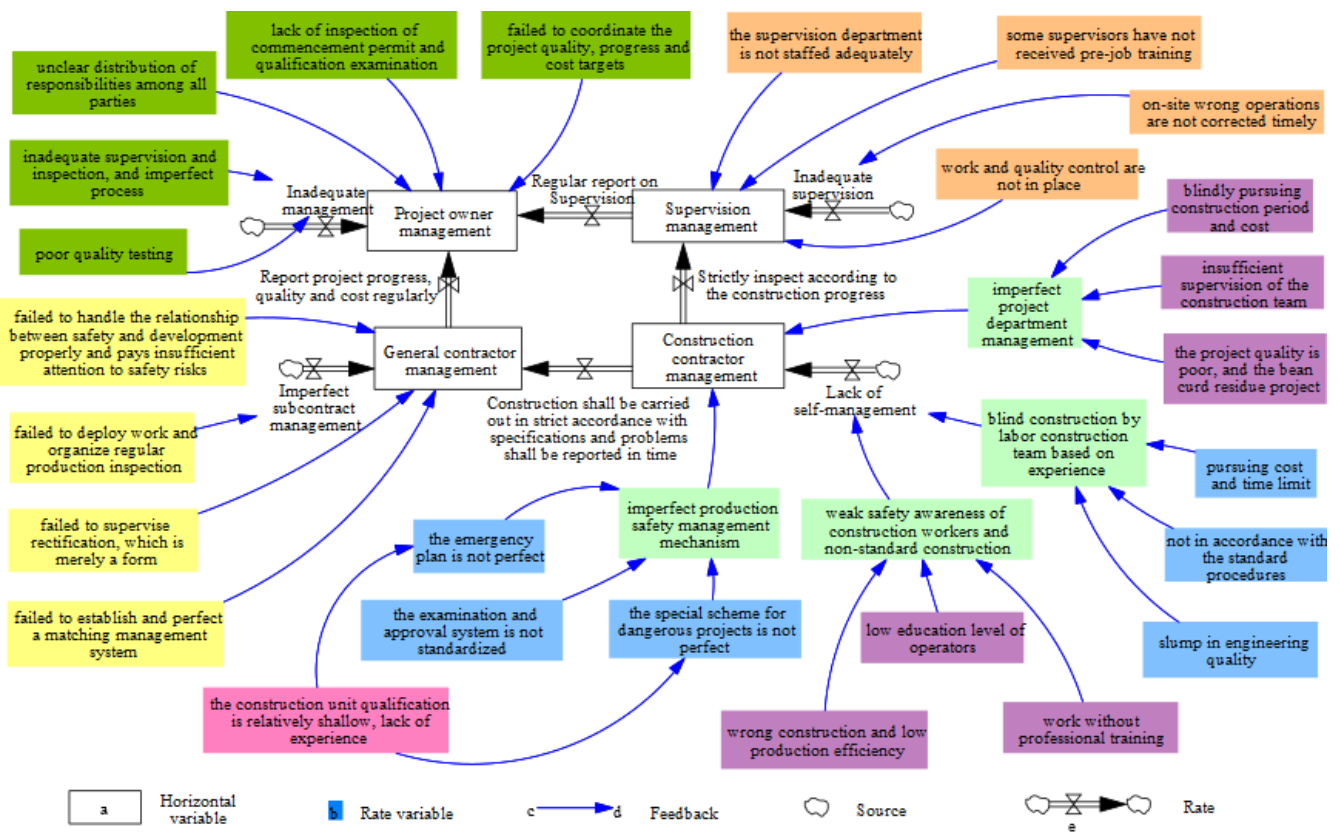 lack of inspection of
commencement permit and
qualification examination
failed to coordinate the
project quality, progress and
cost targets
the supervision department
is not staffed adequately
some supervisors have not
received pre-job training
unclear distribution of
responsibilities among all
parties
on-site wrong operations
are not corrected timely
inadequate supervision and
inspection, and imperfect
process
Inadequate
management
Project owner
management
Regular report on
Supervision
Supervision
management
Inadequate
supervision
work and quality control are
not in place
blindly pursuing
construction period
and cost
poor quality testing
Report project progress,
quality and cost regularly
Strictly inspect according to
the construction progress
insufficient
supervision of the
construction team
imperfect
project
department
management
failed to handle the relationship
between safety and development
properly and pays insufficient
attention to safety risks
General contractor
management
Construction
contractor
management
the project quality is
poor, and the bean
curd residue project
Imperfect
subcontract
management
Lack of
self-management
Construction shall be carried
out in strict accordance with
specifications and problems
shall be reported in time
failed to deploy work and
organize regular
production inspection
blind construction by
labor construction
team based on
experience
pursuing cost
and time limit
failed to supervise
rectification, which is
merely a form
the emergency
plan is not perfect
imperfect production
safety management
mechanism
weak safety awareness of
construction workers and
non-standard construction
not in accordance with
the standard
procedures
failed to establish and perfect
a matching management
system
the examination and
approval system is not
standardized
the special scheme for
dangerous projects is not
perfect
low education level of
operators
slump in engineering
quality
the construction unit qualification
is relatively shallow, lack of
experience
wrong construction and low
production efficiency
work without
professional training
a
Horizontal
variable
b
Rate variable
c
d
Feedback
Source
e
Rate